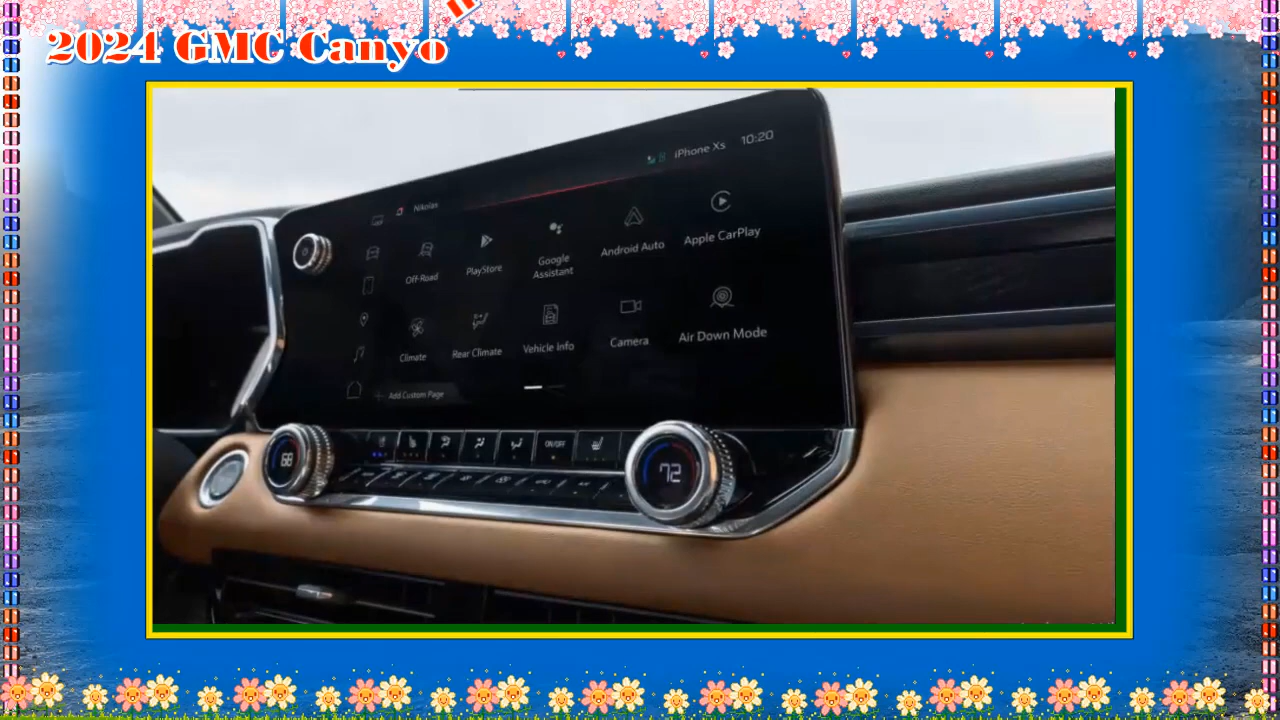 2024 GMC Canyo
iPhone Xs 10:20
Nikolas
Off-Road
PlayStore
Google
Assistant
Android Auto
Apple CarPlay
Climate
Rear Climate
Vehicle Info
Camera
Air Down Mode
Add Custom Page
68
ON/OFF
72